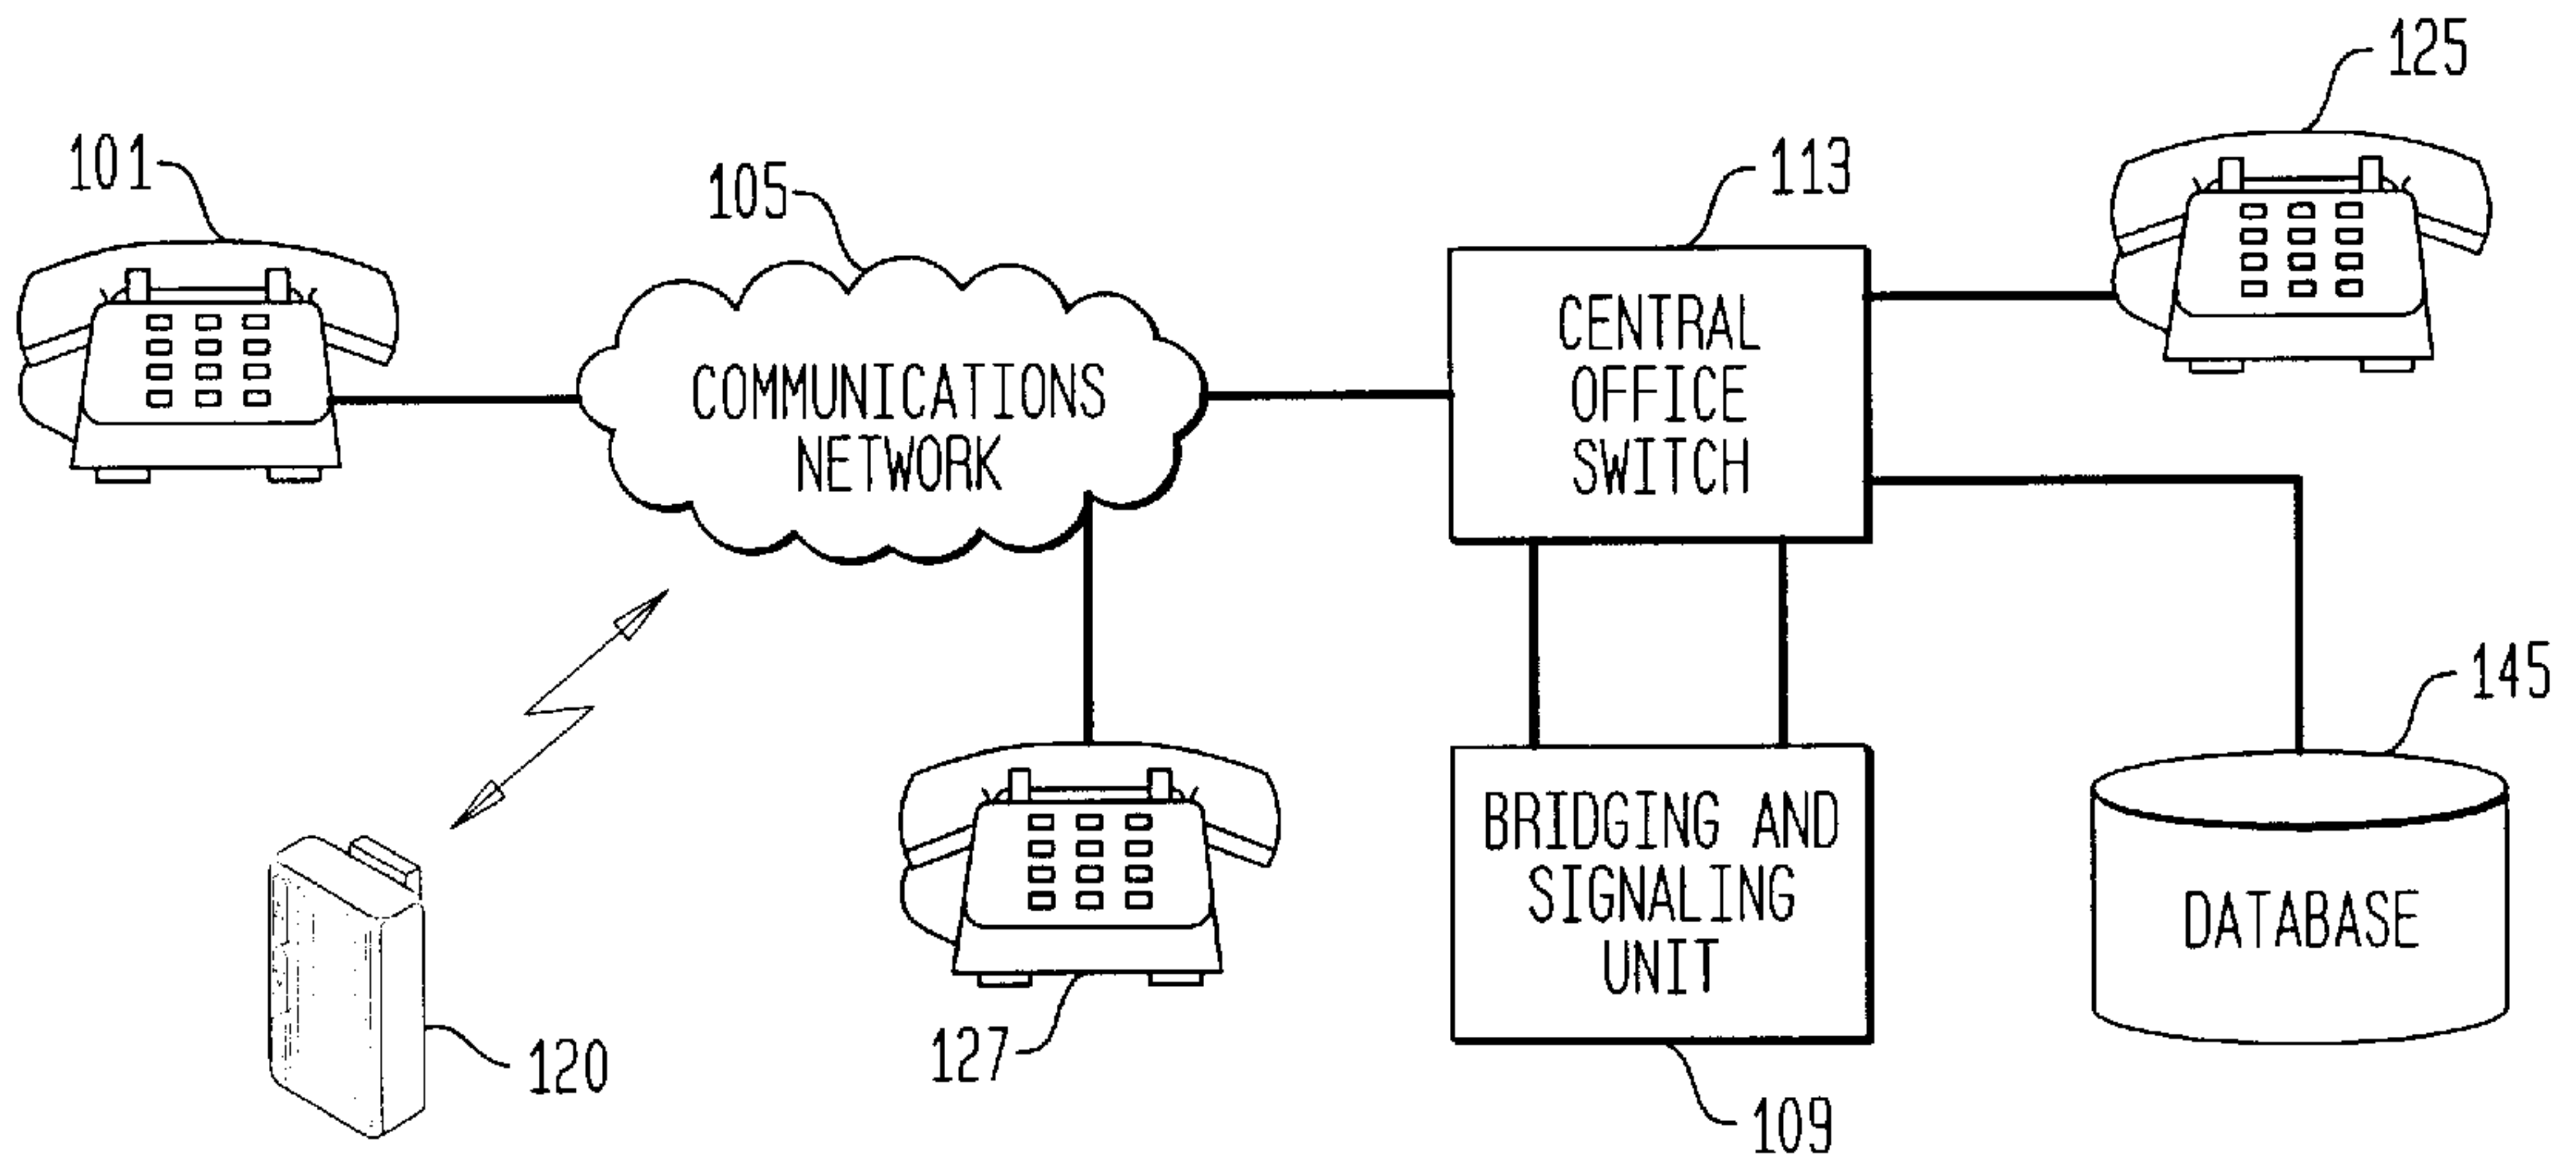 125
101
105
113
CENTRAL
OFFICE
SWITCH
COMMUNICATIONS
NETWORK
145
BRIDGING AND
SIGNALING
UNIT
DATABASE
127
120
109